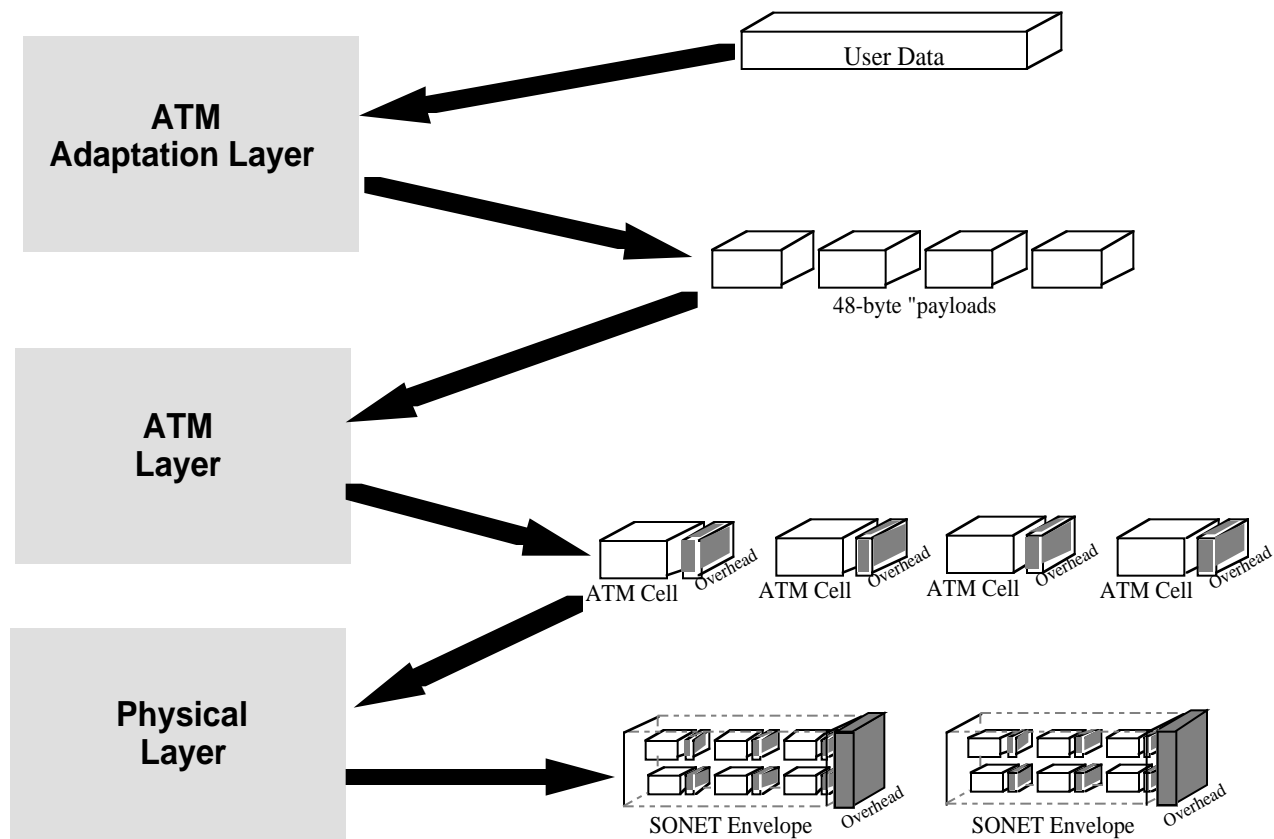 User Data
ATM
Adaptation Layer
48-byte "payloads
ATM
Layer
ATM Cell
Overhead
ATM Cell
Overhead
ATM Cell
Overhead
ATM Cell
Overhead
Physical
Layer
SONET Envelope
Overhead
SONET Envelope
Overhead